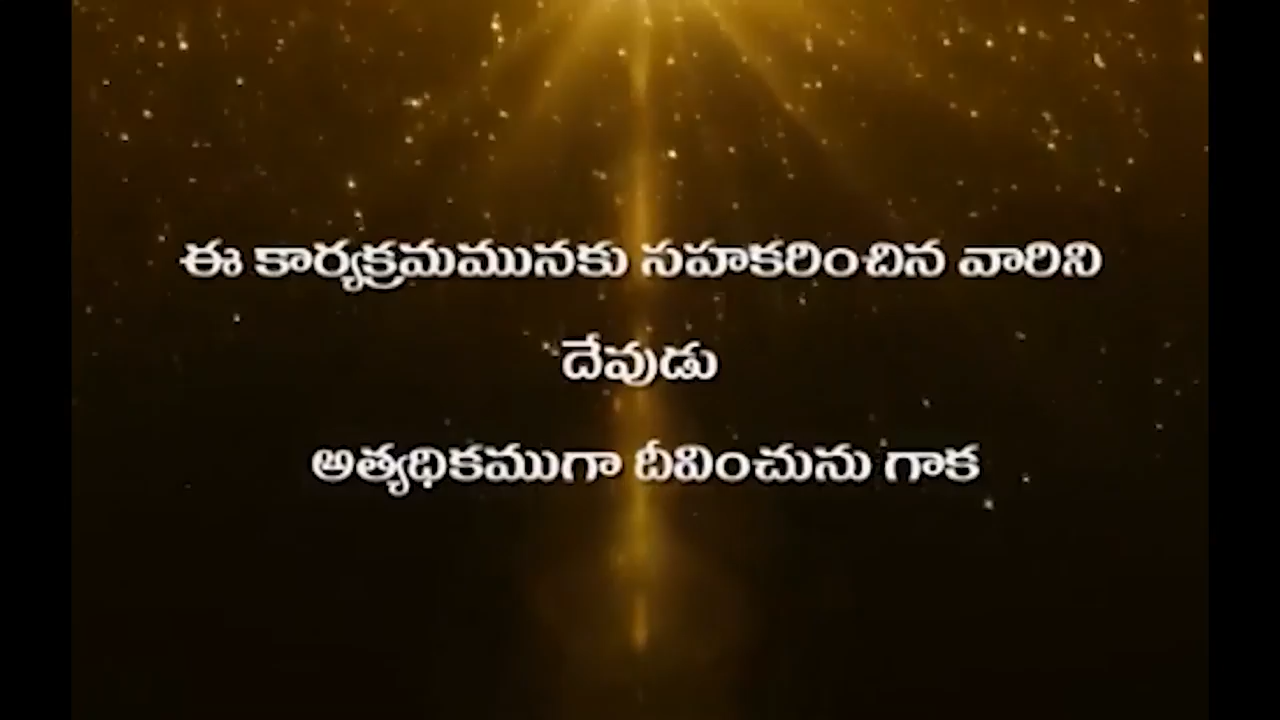 ఈ కార్యక్రమమునకు సహకరించిన వారిని
దేవుడు
అత్యధికముగా దీవించును గాక